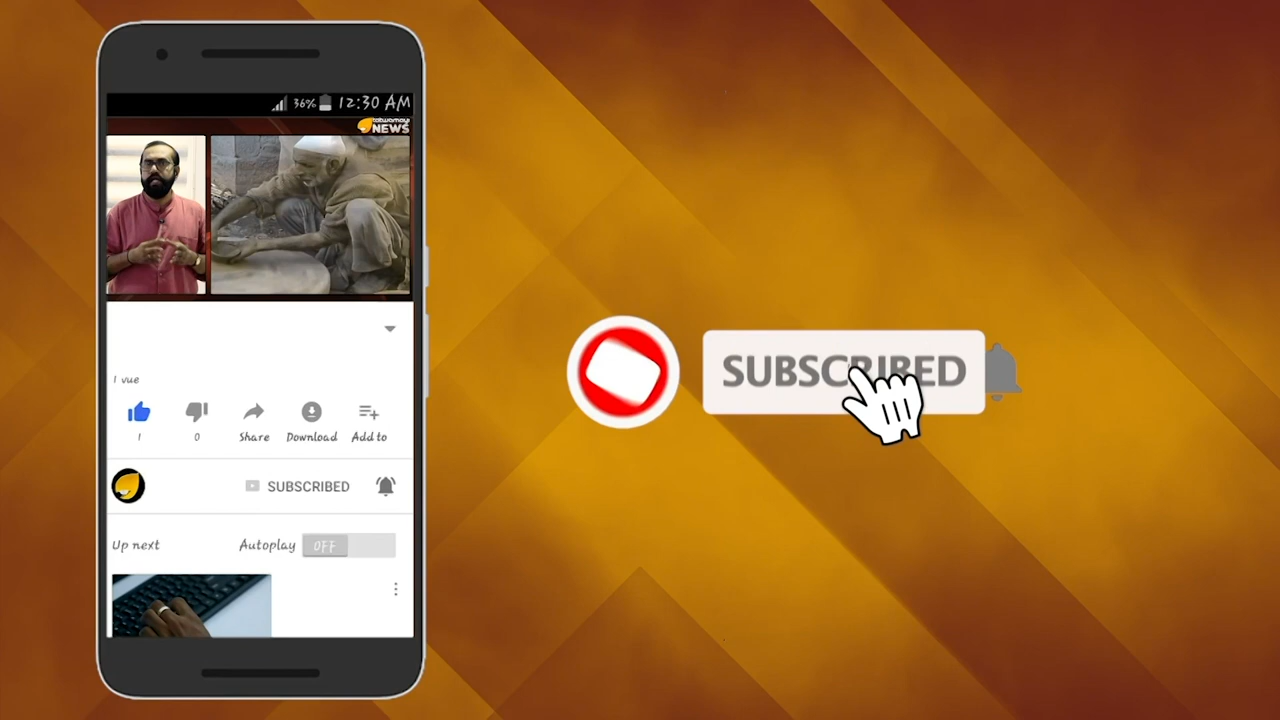 36% 12:30 AM
tatwamayi
NEWS
1 vue
1
0
Share
Download
Add to
SUBSCRIBED
Up next
Autoplay
OFF
SUBSCRIBED